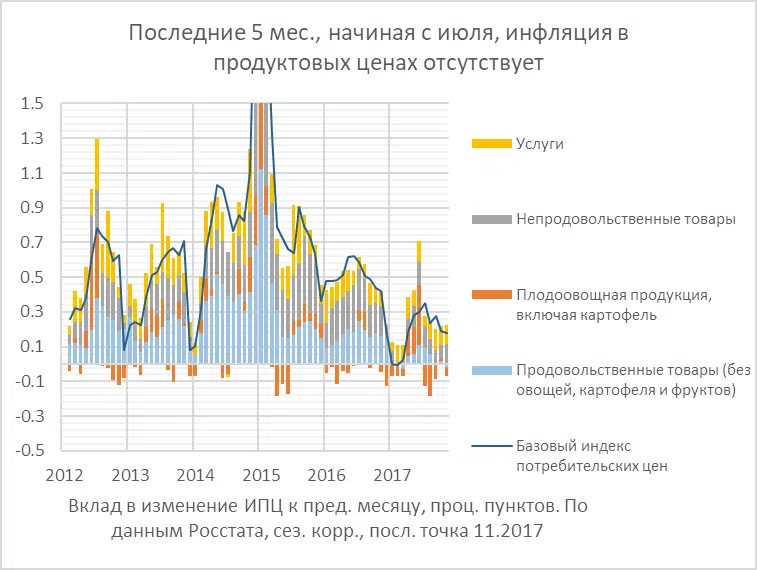 Последние 5 мес., начиная с июля, инфляция в
продуктовых ценах отсутствует
1.5
1.3
1.1
0.9
0.7
0.5
0.3
0.1
-0.1
-0.3
-0.5
2012 2013 2014 2015 2016 2017
Услуги
Непродовольственные товары
Плодоовощная продукция,
включая картофель
Продовольственные товары (без
овощей, картофеля и фруктов)
Базовый индекс
потребительских цен
Вклад в изменение ИПЦ к пред. месяцу, проц. пунктов. По
данным Росстата, сез. корр., посл. точка 11.2017